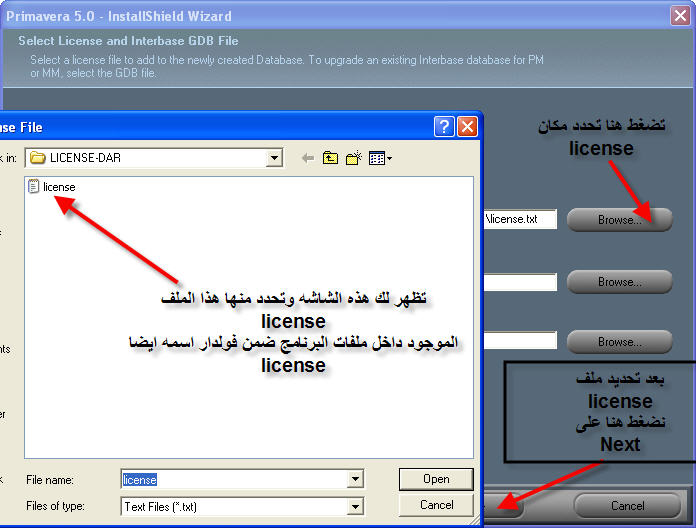 Primavera 5.0 - InstallShield Wizard
Select License and Interbase GDB File
Select a license file to add to the newly created Database. To upgrade an existing Interbase database for PM
or MM, select the GDB file.
File
?
in:
LICENSE-DAR
license
تضغط هنا تحدد مكان
license
\license.txt
Browse...
تظهر لك هذه الشاشه وتحدد منها هذا الملف
license
الموجود داخل ملفات البرنامج ضمن فولدار اسمه ايضا
license
Browse...
Browse...
بعد تحديد ملف
license
نضغط هنا على
Next
File name:
license
Open
Files of type:
Text Files (*.txt)
Cancel
Cancel